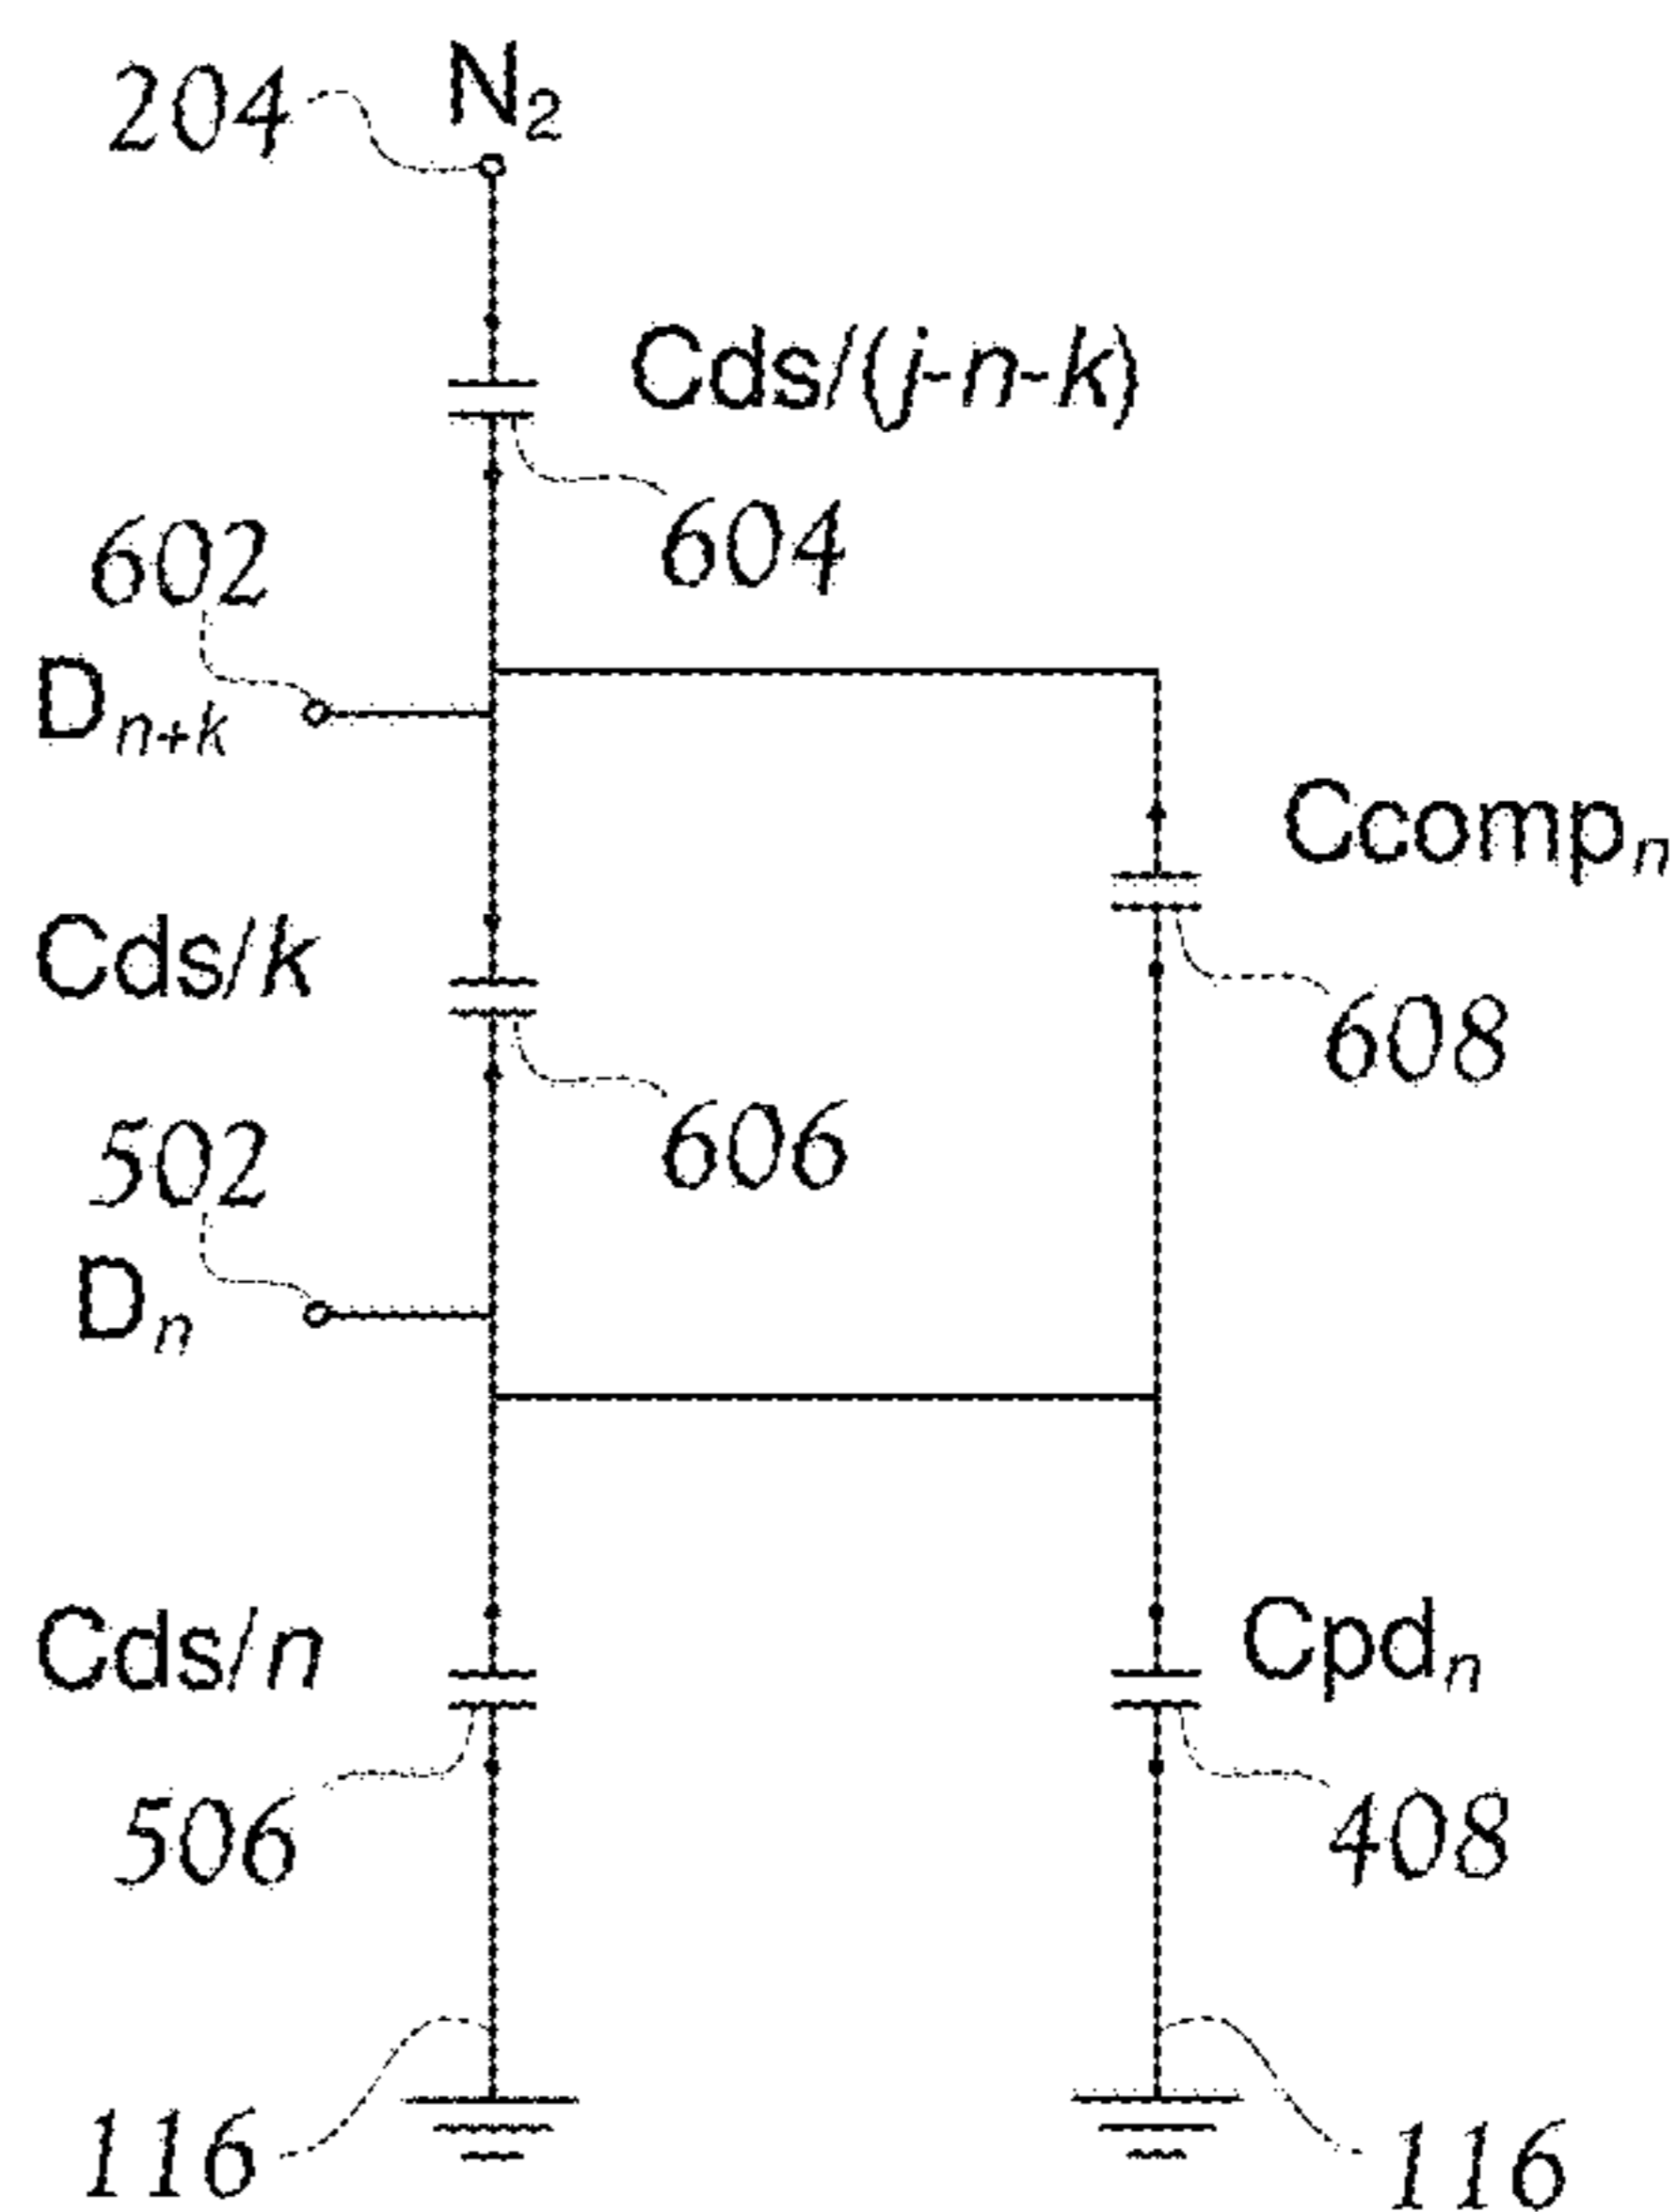 204 N₂
Cds/(j-n-k)
604
602
Dₙ₊ₖ
Ccompₙ
Cds/k
608
606
502
Dₙ
Cds/n
Cpdₙ
506
408
116
116